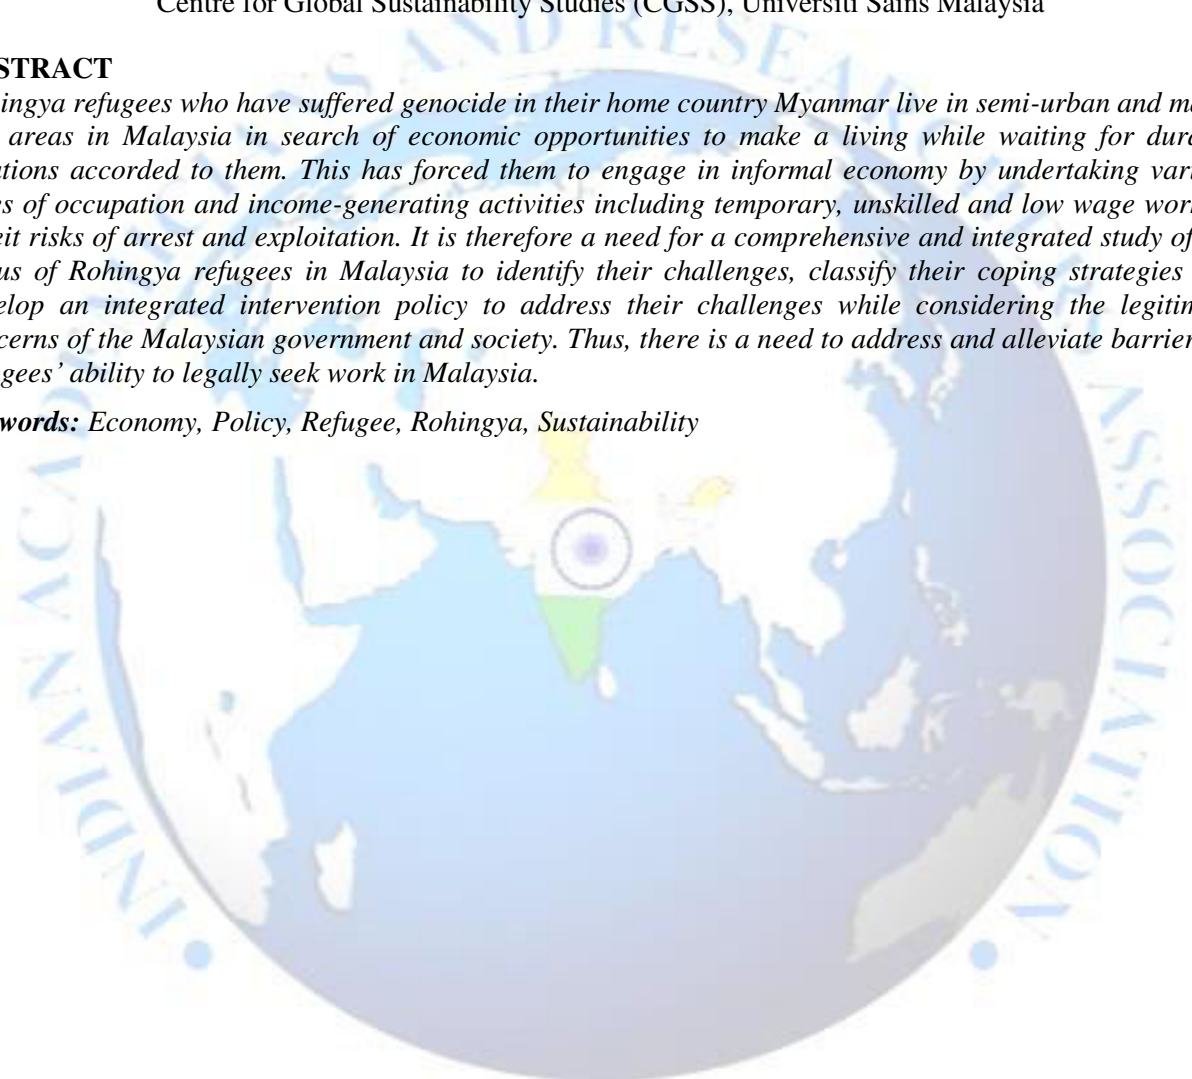 Centre for Global Sustainability Studies (CGSS), Universiti Sains Malaysia
STRACT
ingya refugees who have suffered genocide in their home country Myanmar live in semi-urban and ma
areas in Malaysia in search of economic opportunities to make a living while waiting for dur
tions accorded to them. This has forced them to engage in informal economy by undertaking var
s of occupation and income-generating activities including temporary, unskilled and low wage wor
eit risks of arrest and exploitation. It is therefore a need for a comprehensive and integrated study of
us of Rohingya refugees in Malaysia to identify their challenges, classify their coping strategies
elop an integrated intervention policy to address their challenges while considering the legitim
cerns of the Malaysian government and society. Thus, there is a need to address and alleviate barrier
gees’ ability to legally seek work in Malaysia.
words: Economy, Policy, Refugee, Rohingya, Sustainability
INDIAN ACADEMICIANS AND RESEARCHERS ASSOCIATION